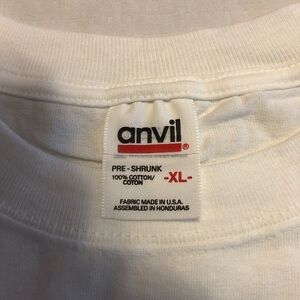 anvil®
PRE-SHRUNK
100% COTTON/
COTON
-XL-
FABRIC MADE IN U.S.A.
ASSEMBLED IN HONDURAS